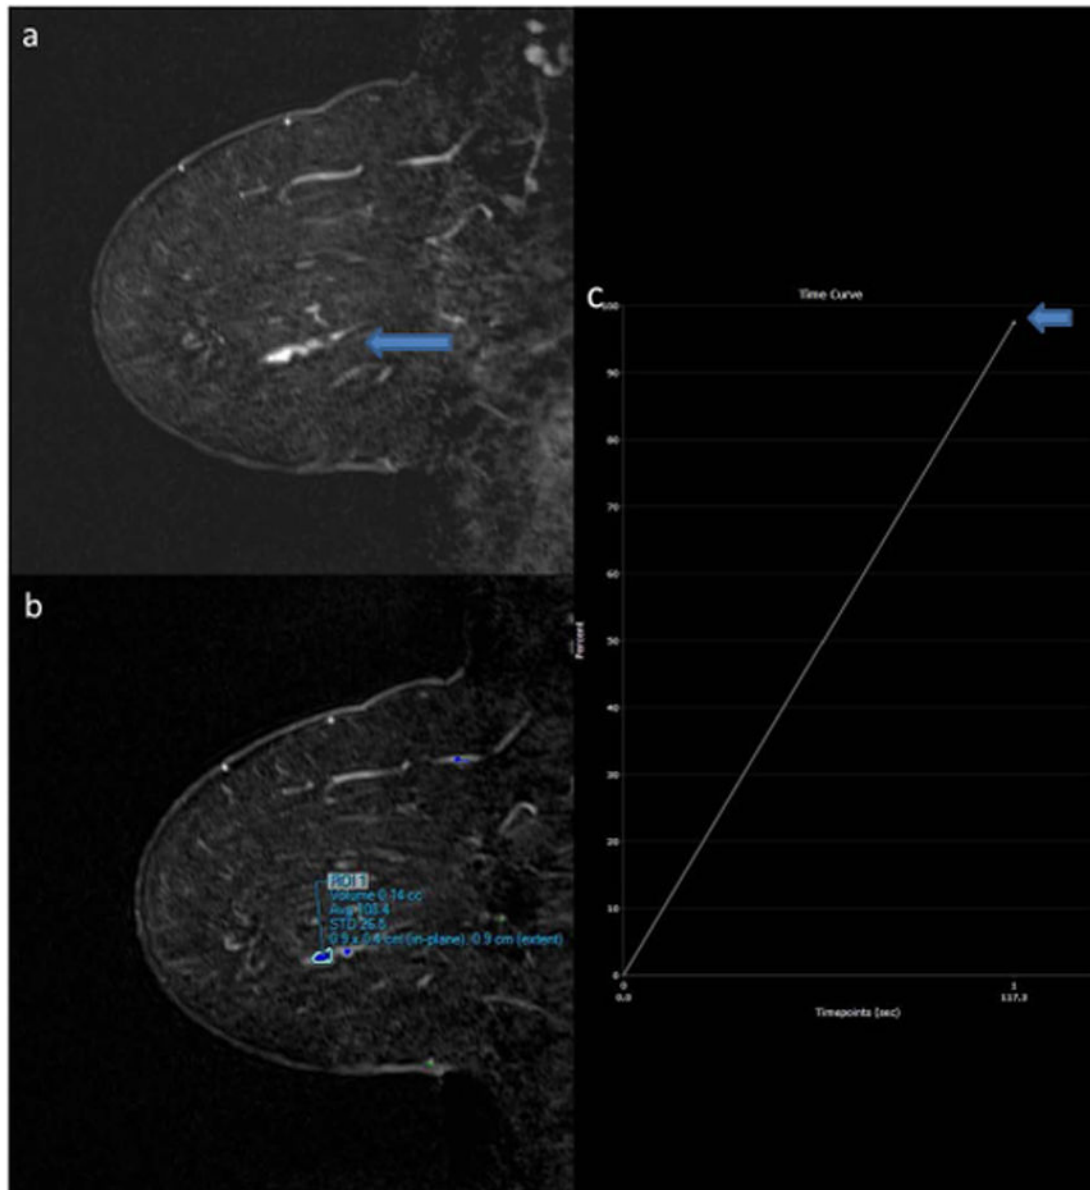 a
b
ROI 1
Volume 0.14 cc
Avg 108.4
STD 26.5
0.9 x 0.4 cm (in-plane) 0.9 cm (extent)
c
Time Curve
100
90
80
70
60
50
40
30
20
10
0
Percent
0 1
0.0 117.3
Timepoints (sec)